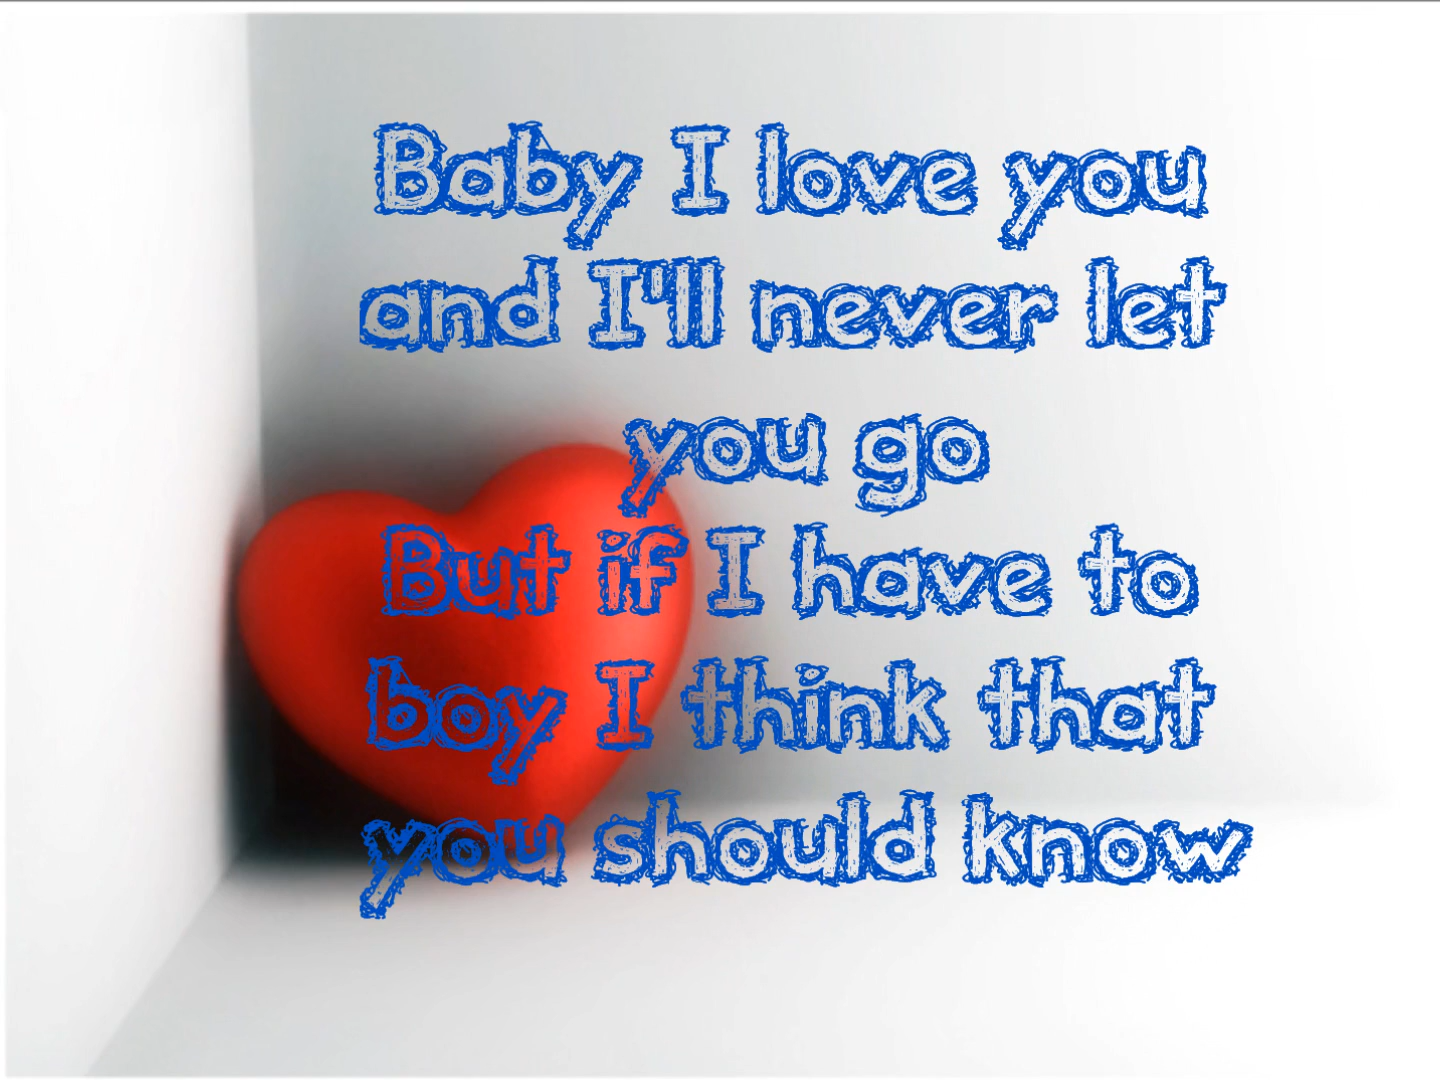 Baby I love you
and I'll never let
you go
But if I have to
boy I think that
you should know